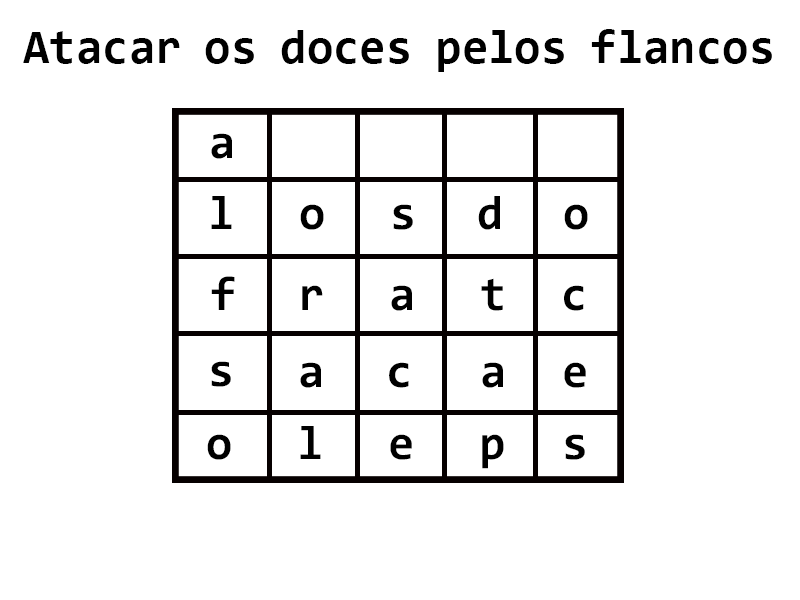 Atacar os doces pelos flancos
a
l o s d o
f r a t c
s a c a e
o l e p s